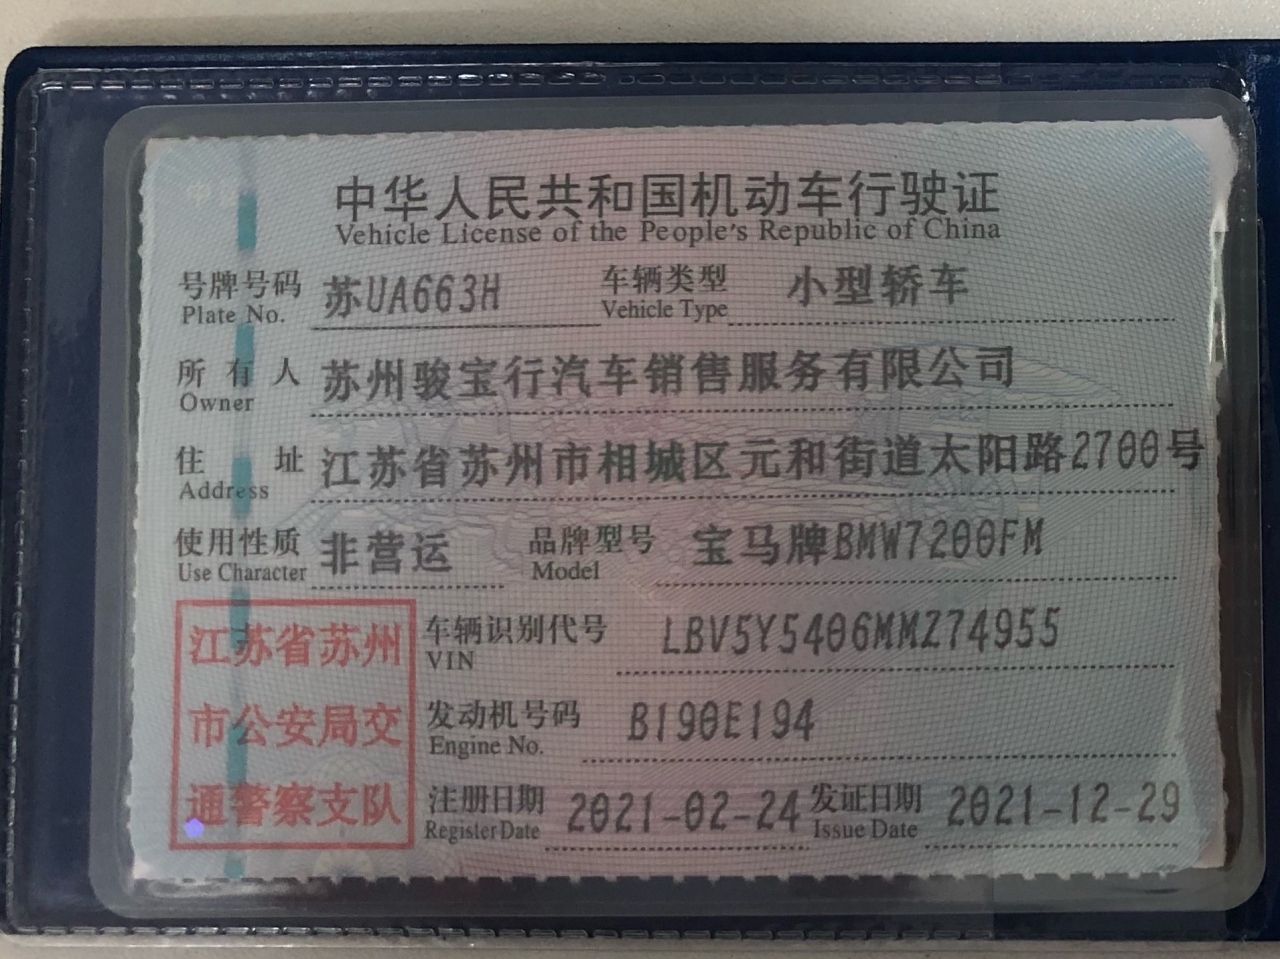 中华人民共和国机动车行驶证
Vehicle License of the People's Republic of China
号牌号码 苏UA663H 车辆类型 小型轿车
Plate No. Vehicle Type
所有人 苏州骏宝行汽车销售服务有限公司
Owner
住址 江苏省苏州市相城区元和街道太阳路2700号
Address
使用性质 非营运 品牌型号 宝马牌BMW7200FM
Use Character Model
江苏省苏州
市公安局交
通警察支队
车辆识别代号 LBV5Y5406MMZ74955
VIN
发动机号码 B190E194
Engine No.
注册日期 2021-02-24 发证日期 2021-12-29
Register Date Issue Date